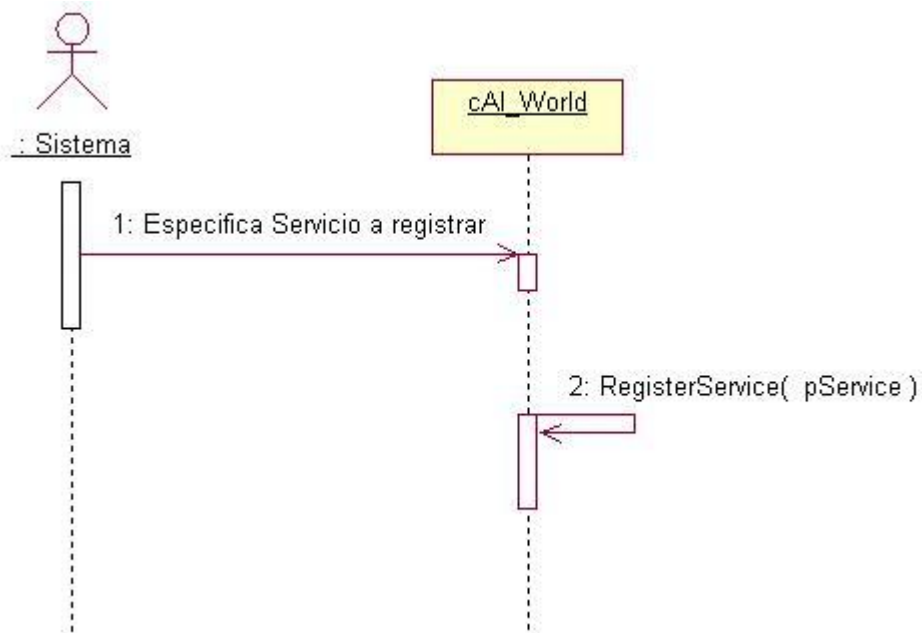 : Sistema
cAI_World
1: Especifica Servicio a registrar
2: RegisterService( pService )